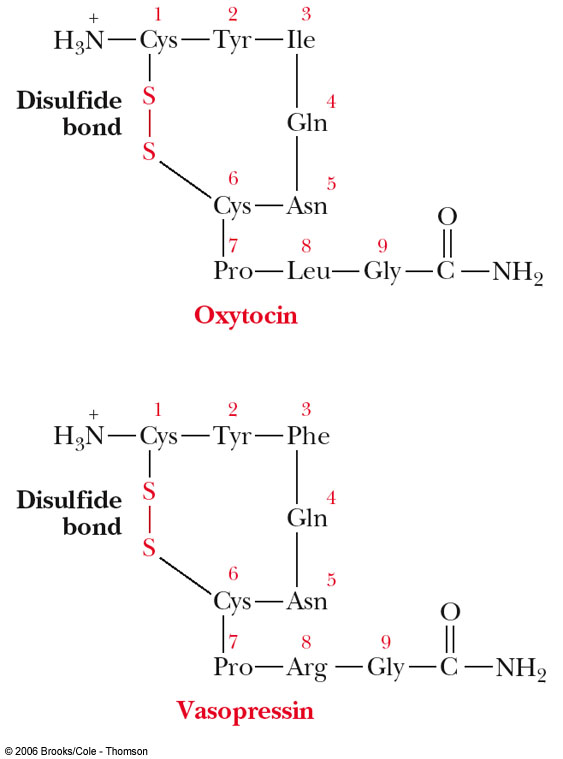 1 2 3
H₃N⁺—Cys—Tyr—Ile
S
Disulfide
bond
S
4
Gln
5
6
Cys—Asn
7 8 9
O
Pro—Leu—Gly—C—NH₂
Oxytocin
1 2 3
H₃N⁺—Cys—Tyr—Phe
S
Disulfide
bond
S
4
Gln
5
6
Cys—Asn
7 8 9
O
Pro—Arg—Gly—C—NH₂
Vasopressin
© 2006 Brooks/Cole - Thomson